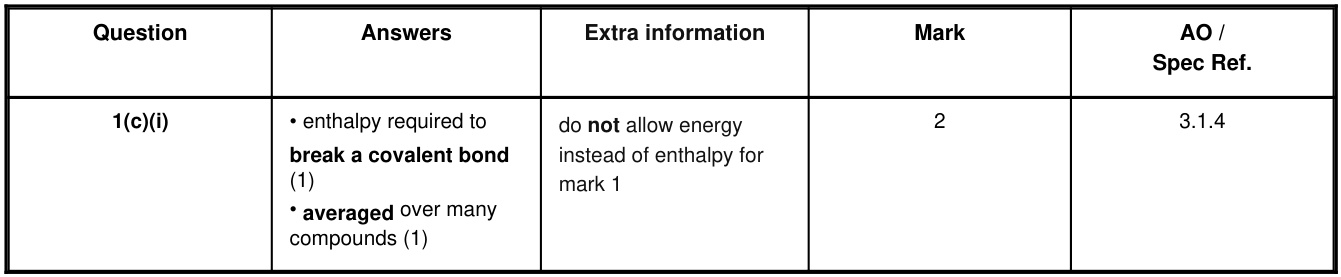 Question
Answers
Extra information
Mark
AO /
Spec Ref.
1(c)(i)
• enthalpy required to
break a covalent bond
(1)
• averaged over many
compounds (1)
do not allow energy
instead of enthalpy for
mark 1
2
3.1.4